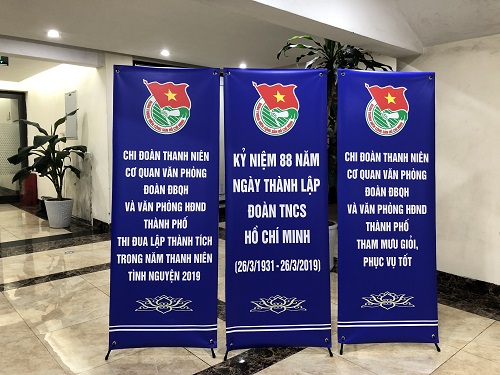 CHI ĐOÀN THANH NIÊN
CƠ QUAN VĂN PHÒNG
ĐOÀN ĐBQH
VÀ VĂN PHÒNG HĐND
THÀNH PHỐ
THI ĐUA LẬP THÀNH TÍCH
TRONG NĂM THANH NIÊN
TÌNH NGUYỆN 2019
KỶ NIỆM 88 NĂM
NGÀY THÀNH LẬP
ĐOÀN TNCS
HỒ CHÍ MINH
(26/3/1931 - 26/3/2019)
CHI ĐOÀN THANH NIÊN
CƠ QUAN VĂN PHÒNG
ĐOÀN ĐBQH
VÀ VĂN PHÒNG HĐND
THÀNH PHỐ
THAM MƯU GIỎI,
PHỤC VỤ TỐT